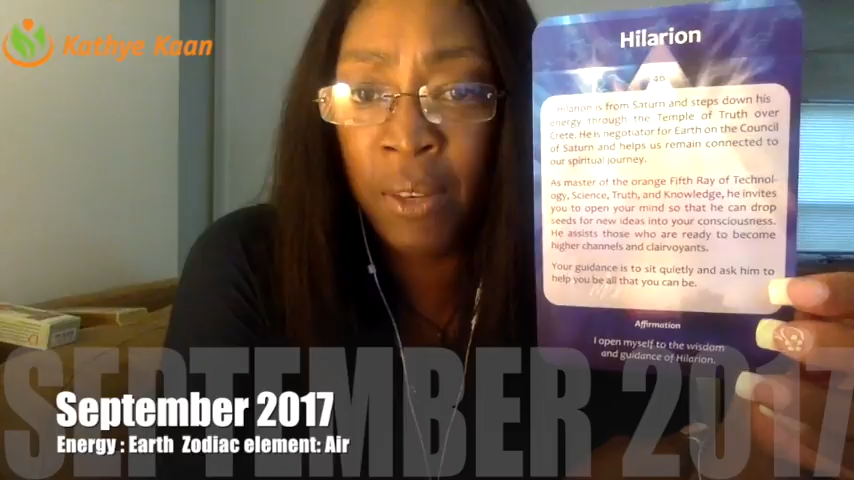 Kathye Kaan
Hilarion
46
Hilarion is from Saturn and steps down his
energy through the Temple of Truth over
Crete. He is negotiator for Earth on the Council
of Saturn and helps us remain connected to
our spiritual journey.
As master of the orange Fifth Ray of Technol-
ogy, Science, Truth, and Knowledge, he invites
you to open your mind so that he can drop
seeds for new ideas into your consciousness.
He assists those who are ready to become
higher channels and clairvoyants.
Your guidance is to sit quietly and ask him to
help you be all that you can be.
Affirmation
I open myself to the wisdom
and guidance of Hilarion.
SEPTEMBER 2017
September 2017
Energy : Earth Zodiac element: Air